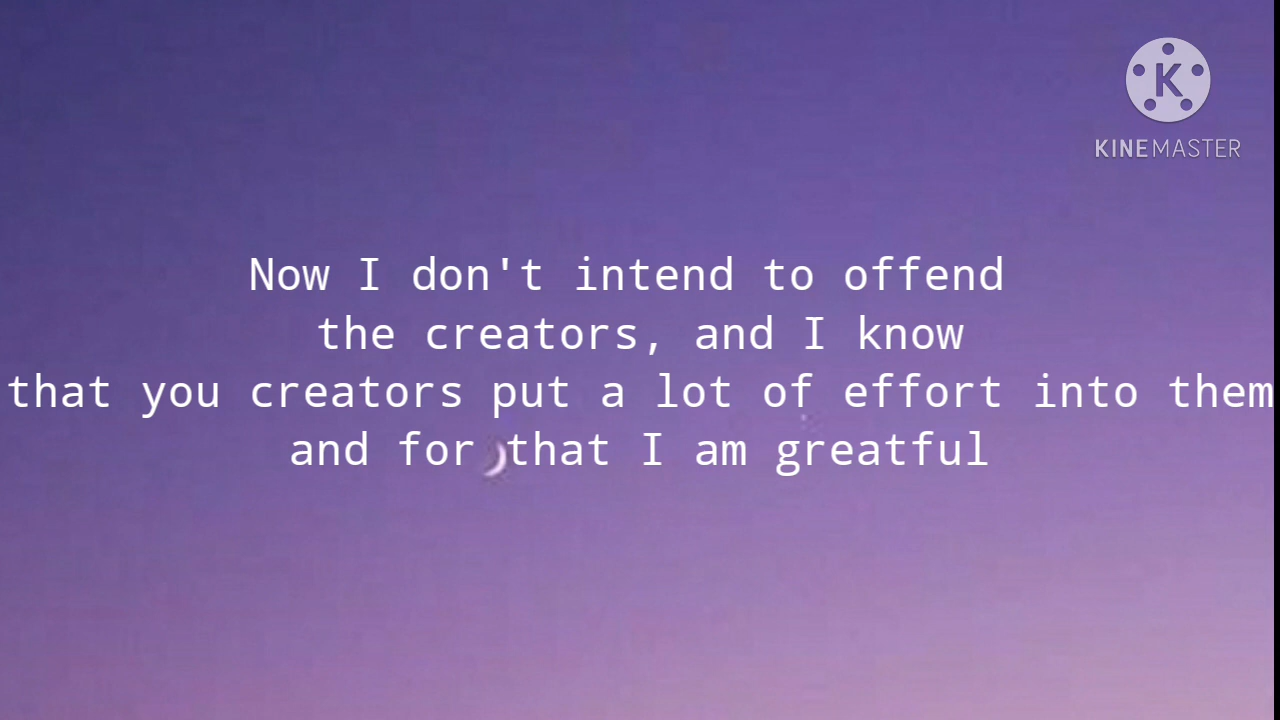 K
KINEMASTER
Now I don't intend to offend
the creators, and I know
that you creators put a lot of effort into them
and for that I am greatful